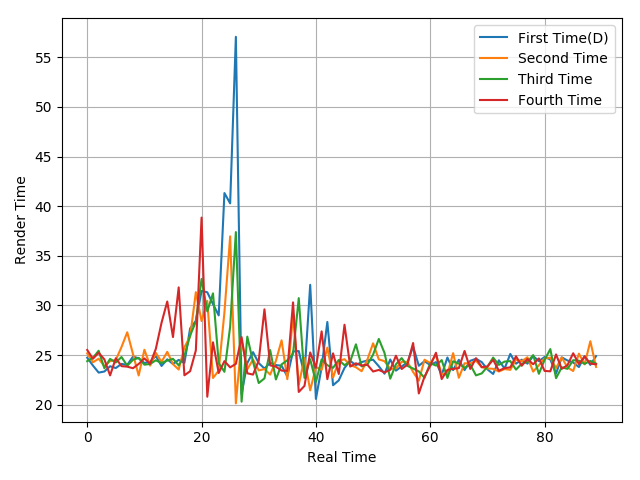 First Time(D)
Second Time
Third Time
Fourth Time
Render Time
55
50
45
40
35
30
25
20
0 20 40 60 80
Real Time